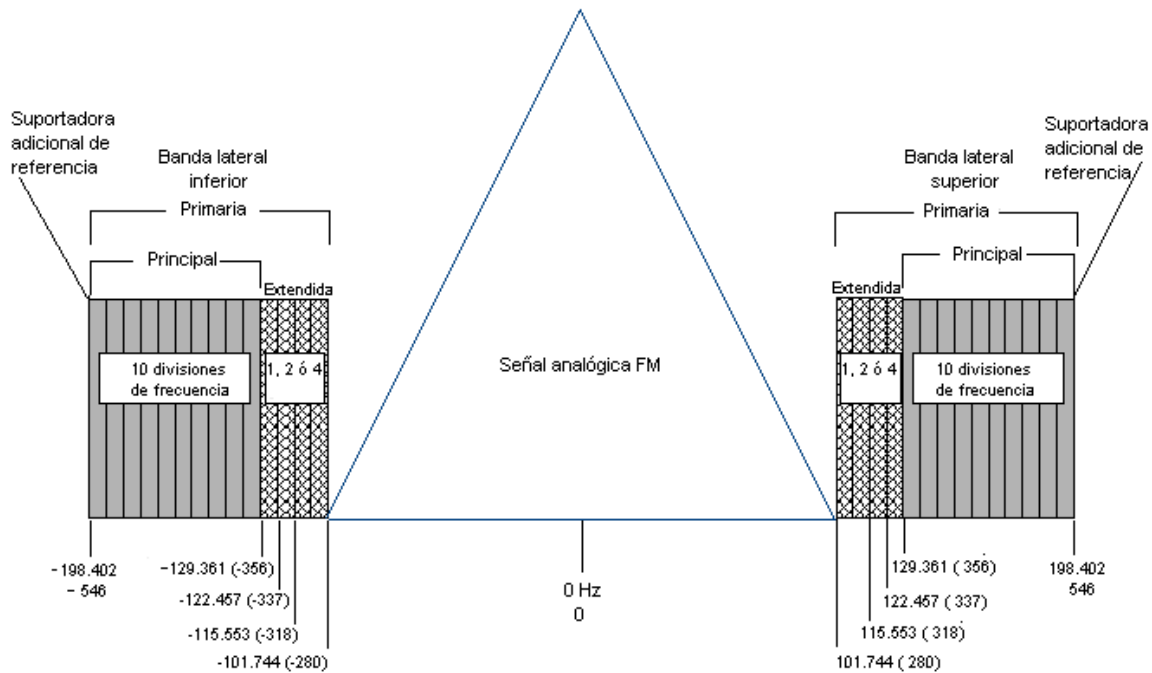 Suportadora
adicional de
referencia
Banda lateral
inferior
Primaria
Principal
Extendida
10 divisiones
de frecuencia
1, 2 ó 4
Señal analógica FM
Suportadora
adicional de
referencia
Banda lateral
superior
Primaria
Principal
Extendida
1, 2 ó 4
10 divisiones
de frecuencia
-198.402
- 546
-129.361 (-356)
-122.457 (-337)
-115.553 (-318)
-101.744 (-280)
0 Hz
0
129.361 ( 356)
122.457 ( 337)
115.553 ( 318)
101.744 ( 280)
198.402
546